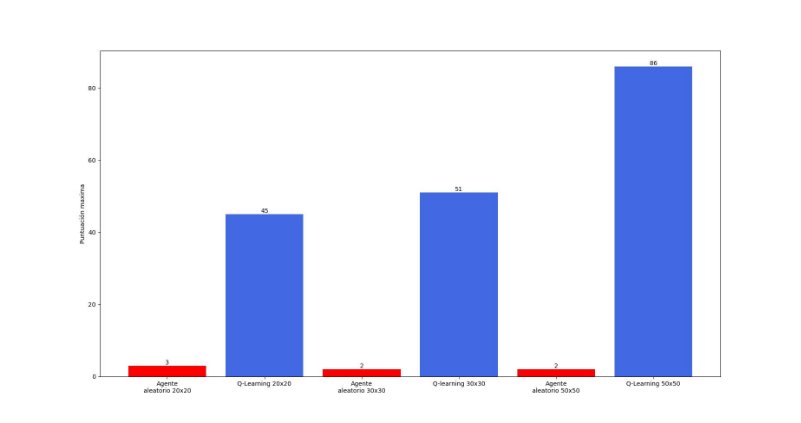 86
80
60
Puntuación maxima
51
45
40
20
3
2
2
0
Agente
aleatorio 20x20
Q-Learning 20x20
Agente
aleatorio 30x30
Q-learning 30x30
Agente
aleatorio 50x50
Q-Learning 50x50